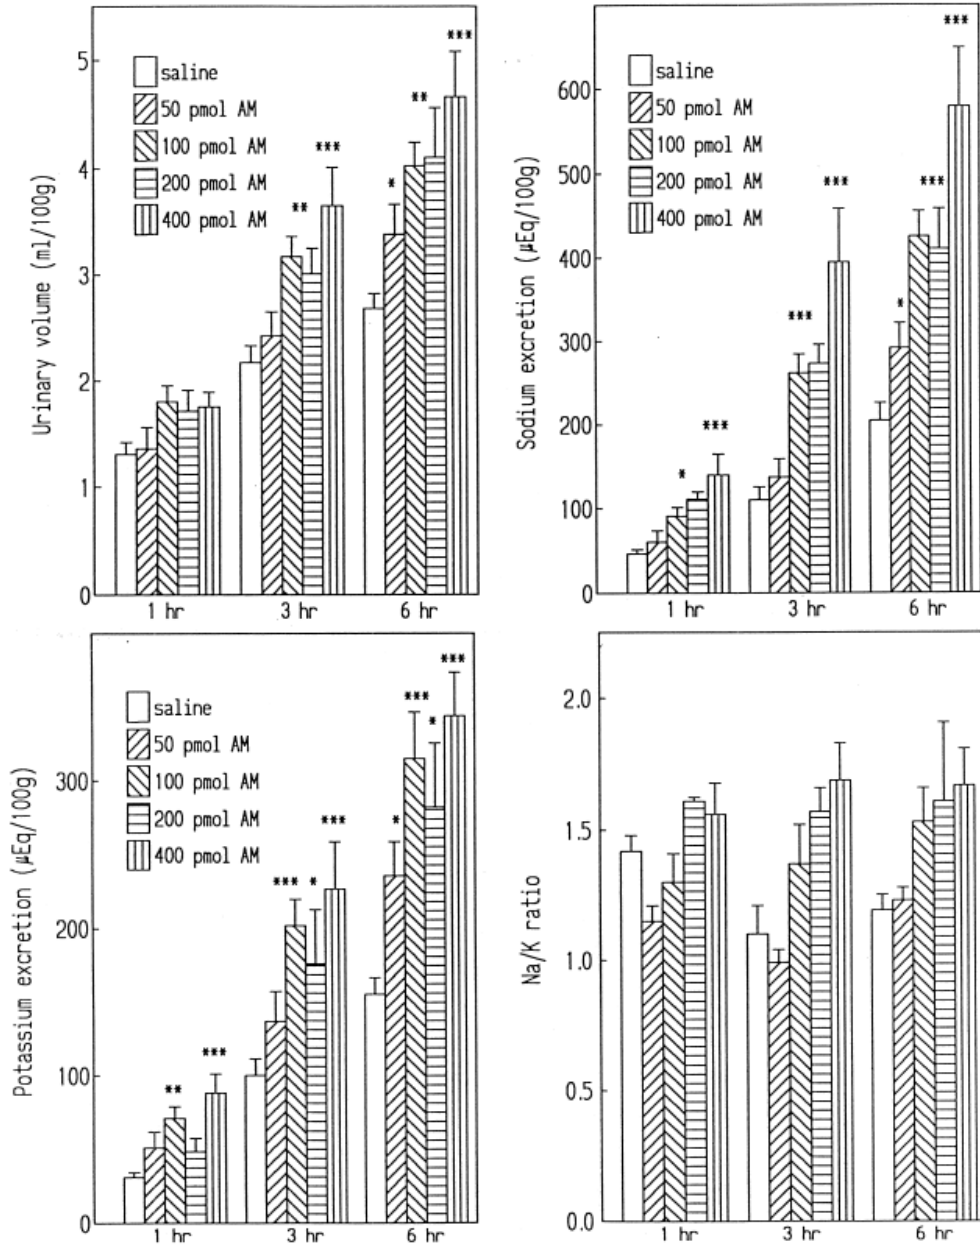 Urinary volume (ml/100g)
5
4
3
2
1
0
saline
50 pmol AM
100 pmol AM
200 pmol AM
400 pmol AM
**
***
*
**
***
1 hr
3 hr
6 hr
Sodium excretion (µEq/100g)
600
500
400
300
200
100
0
saline
50 pmol AM
100 pmol AM
200 pmol AM
400 pmol AM
*
***
***
***
*
***
***
1 hr
3 hr
6 hr
Potassium excretion (µEq/100g)
300
200
100
0
saline
50 pmol AM
100 pmol AM
200 pmol AM
400 pmol AM
**
***
***
*
***
*
***
*
***
1 hr
3 hr
6 hr
Na/K ratio
2.0
1.5
1.0
0.5
0.0
1 hr
3 hr
6 hr